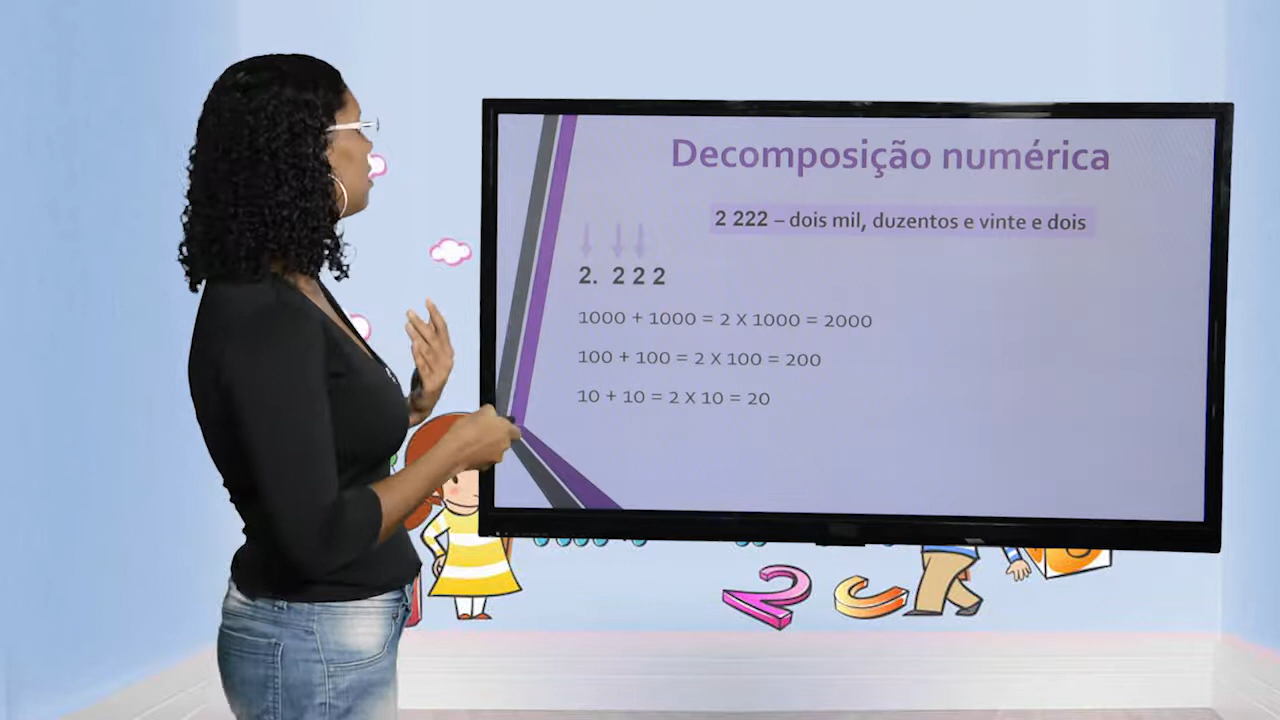 Decomposição numérica
2 222 – dois mil, duzentos e vinte e dois
2. 2 2 2
1000 + 1000 = 2 X 1000 = 2000
100 + 100 = 2 X 100 = 200
10 + 10 = 2 X 10 = 20